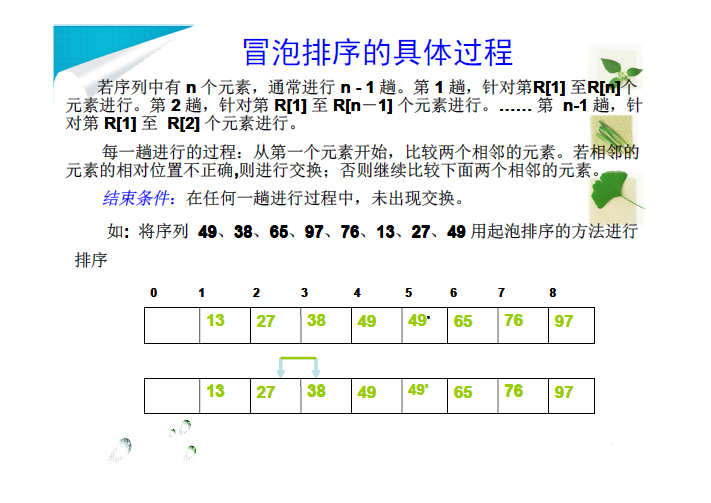 冒泡排序的具体过程
若序列中有 n 个元素，通常进行 n - 1 趟。第 1 趟，针对第R[1] 至R[n]个
元素进行。第 2 趟，针对第 R[1] 至 R[n－1] 个元素进行。…… 第 n-1 趟，针
对第 R[1] 至 R[2] 个元素进行。
每一趟进行的过程：从第一个元素开始，比较两个相邻的元素。若相邻的
元素的相对位置不正确,则进行交换；否则继续比较下面两个相邻的元素。
结束条件：在任何一趟进行过程中，未出现交换。
如: 将序列 49、38、65、97、76、13、27、49 用起泡排序的方法进行
排序
0 1 2 3 4 5 6 7 8
13 27 38 49 49· 65 76 97
13 27 38 49 49· 65 76 97